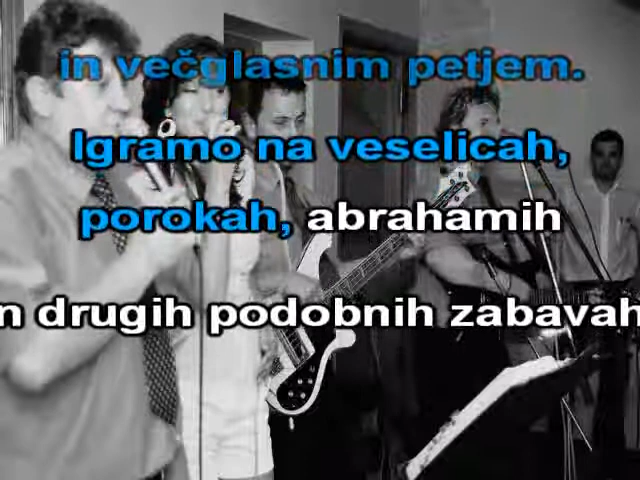 in večglasnim petjem.
Igramo na veselicah,
porokah, abrahamih
n drugih podobnih zabavah